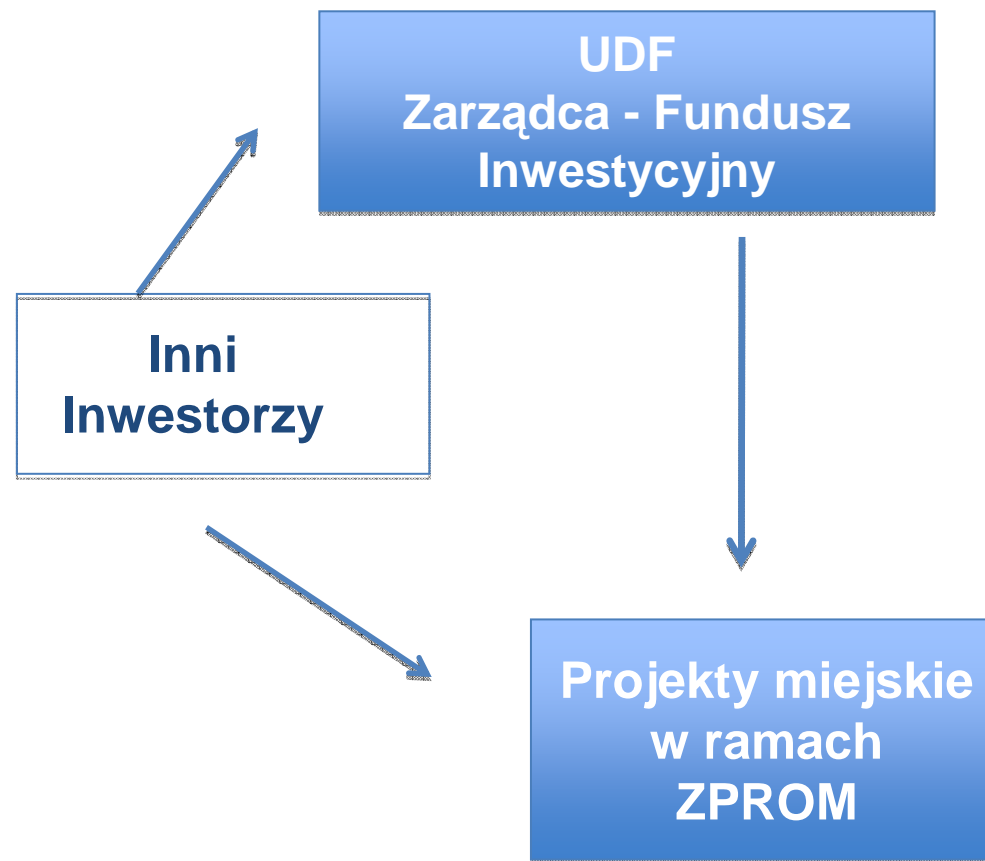 UDF
Zarządca - Fundusz
Inwestycyjny
Inni
Inwestorzy
Projekty miejskie
w ramach
ZPROM